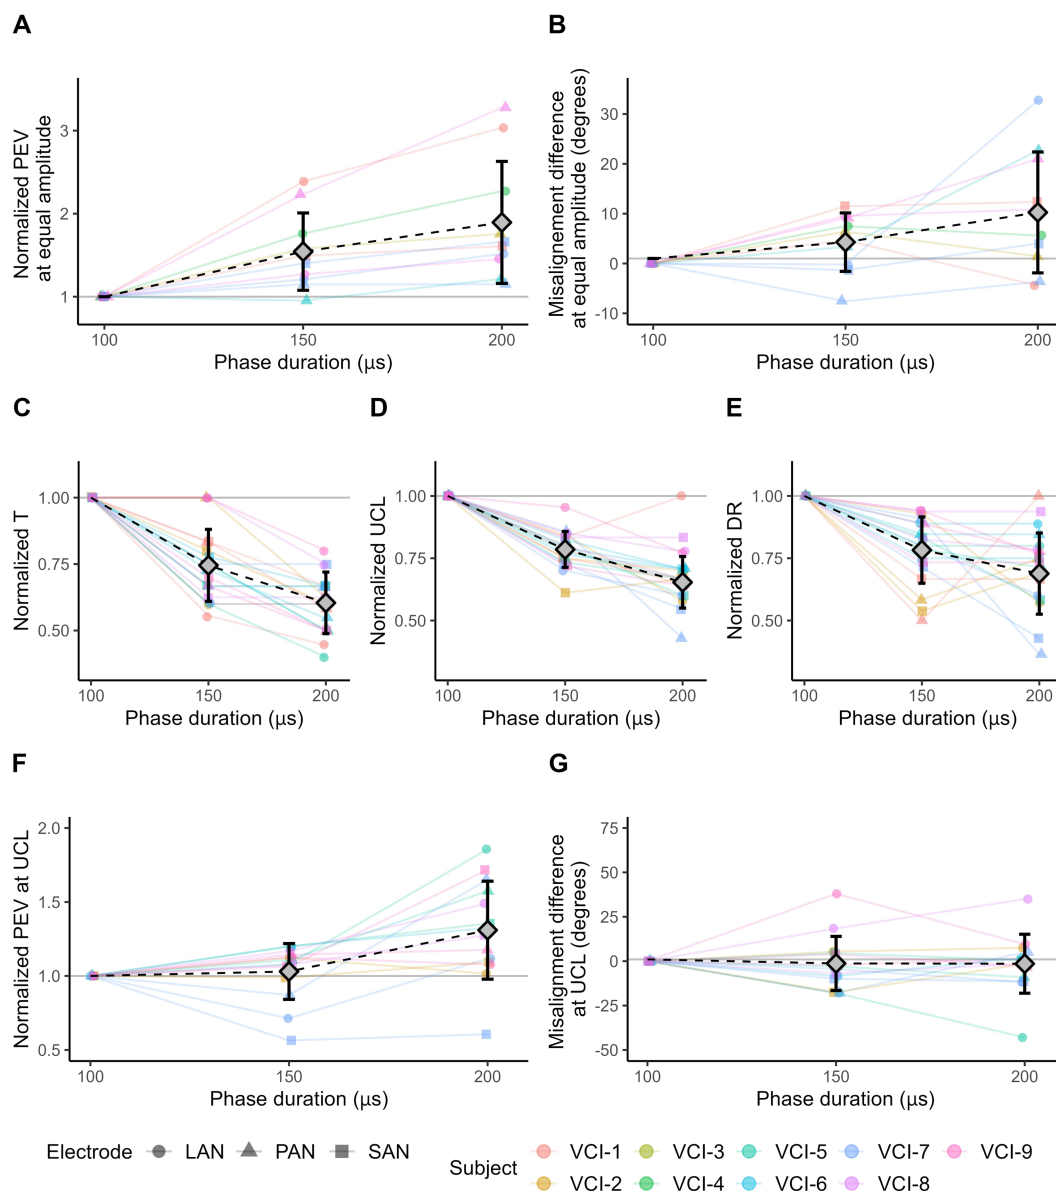 A
Normalized PEV
at equal amplitude
3
2
1
100
150
200
Phase duration (μs)
B
Misalignment difference
at equal amplitude (degrees)
30
20
10
0
-10
100
150
200
Phase duration (μs)
C
Normalized T
1.00
0.75
0.50
100
150
200
Phase duration (μs)
D
Normalized UCL
1.00
0.75
0.50
100
150
200
Phase duration (μs)
E
Normalized DR
1.00
0.75
0.50
100
150
200
Phase duration (μs)
F
Normalized PEV at UCL
2.0
1.5
1.0
0.5
100
150
200
Phase duration (μs)
G
Misalignment difference
at UCL (degrees)
75
50
25
0
-25
-50
100
150
200
Phase duration (μs)
Electrode LAN PAN SAN
Subject
VCI-1 VCI-3 VCI-5 VCI-7 VCI-9
VCI-2 VCI-4 VCI-6 VCI-8